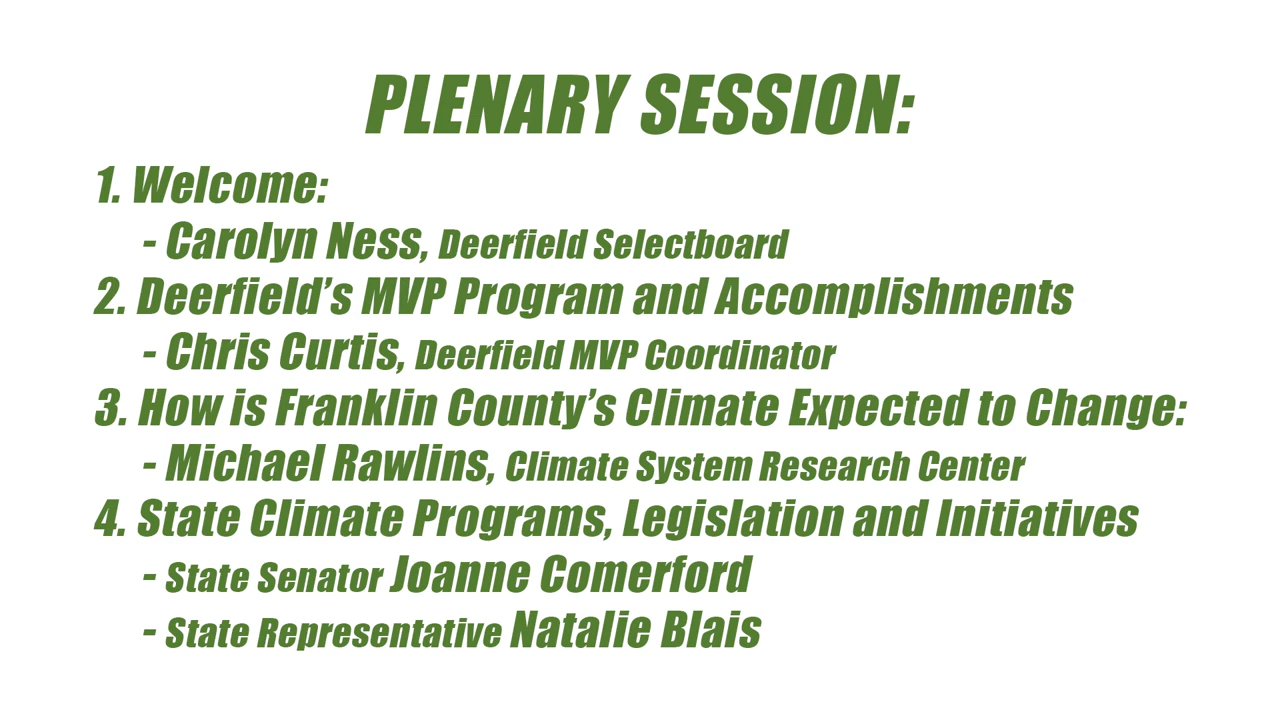 PLENARY SESSION:
1. Welcome:
- Carolyn Ness, Deerfield Selectboard
2. Deerfield’s MVP Program and Accomplishments
- Chris Curtis, Deerfield MVP Coordinator
3. How is Franklin County’s Climate Expected to Change:
- Michael Rawlins, Climate System Research Center
4. State Climate Programs, Legislation and Initiatives
- State Senator Joanne Comerford
- State Representative Natalie Blais